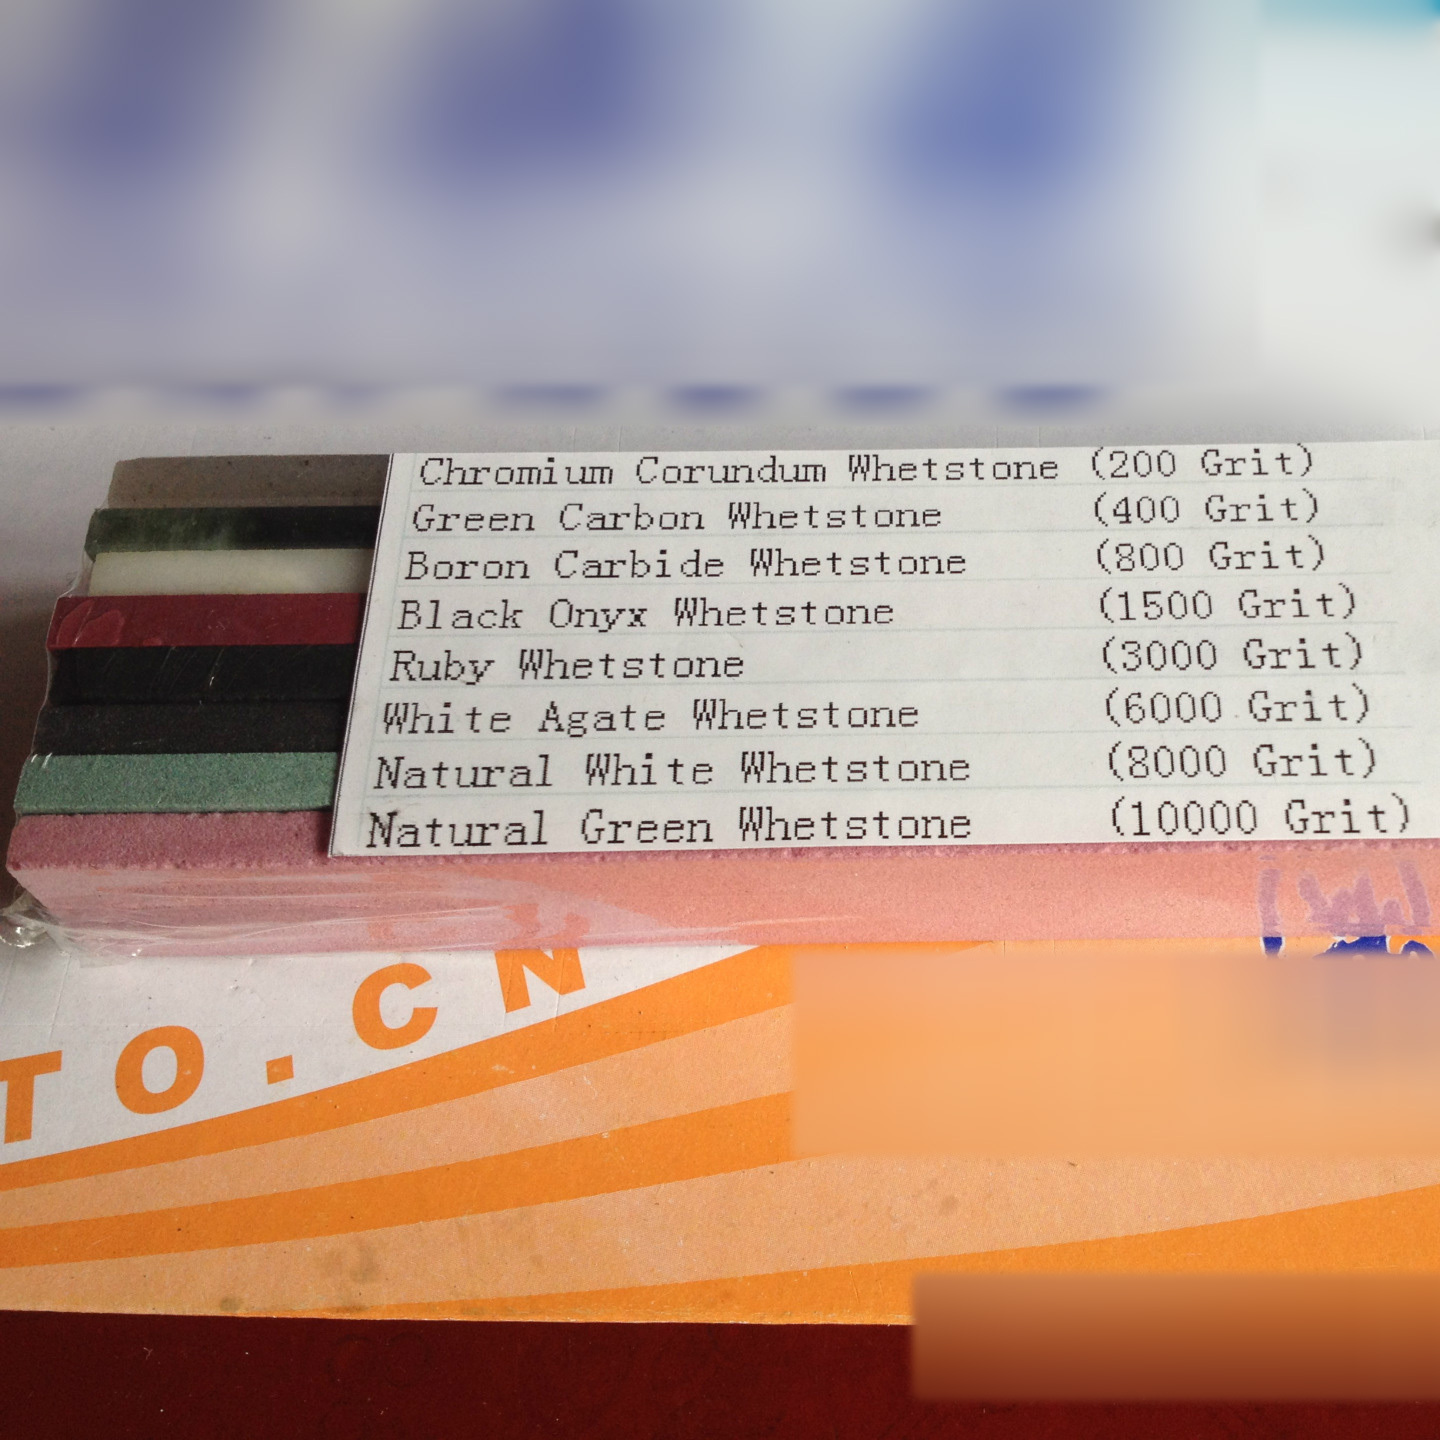 Chromium Corundum Whetstone (200 Grit)
Green Carbon Whetstone (400 Grit)
Boron Carbide Whetstone (800 Grit)
Black Onyx Whetstone (1500 Grit)
Ruby Whetstone (3000 Grit)
White Agate Whetstone (6000 Grit)
Natural White Whetstone (8000 Grit)
Natural Green Whetstone (10000 Grit)
TO.CN